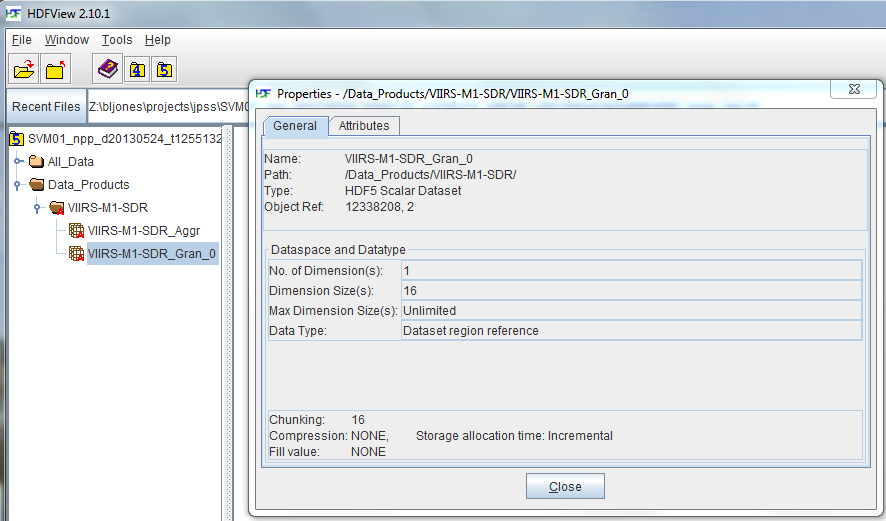 HDFView 2.10.1
File Window Tools Help
4 5
Recent Files Z:\bljones\projects\jpss\SVM0
5 SVM01_npp_d20130524_t1255132
All_Data
Data_Products
VIIRS-M1-SDR
VIIRS-M1-SDR_Aggr
VIIRS-M1-SDR_Gran_0
Properties - /Data_Products/VIIRS-M1-SDR/VIIRS-M1-SDR_Gran_0
General Attributes
Name: VIIRS-M1-SDR_Gran_0
Path: /Data_Products/VIIRS-M1-SDR/
Type: HDF5 Scalar Dataset
Object Ref: 12338208, 2
Dataspace and Datatype
No. of Dimension(s): 1
Dimension Size(s): 16
Max Dimension Size(s): Unlimited
Data Type: Dataset region reference
Chunking: 16
Compression: NONE, Storage allocation time: Incremental
Fill value: NONE
Close